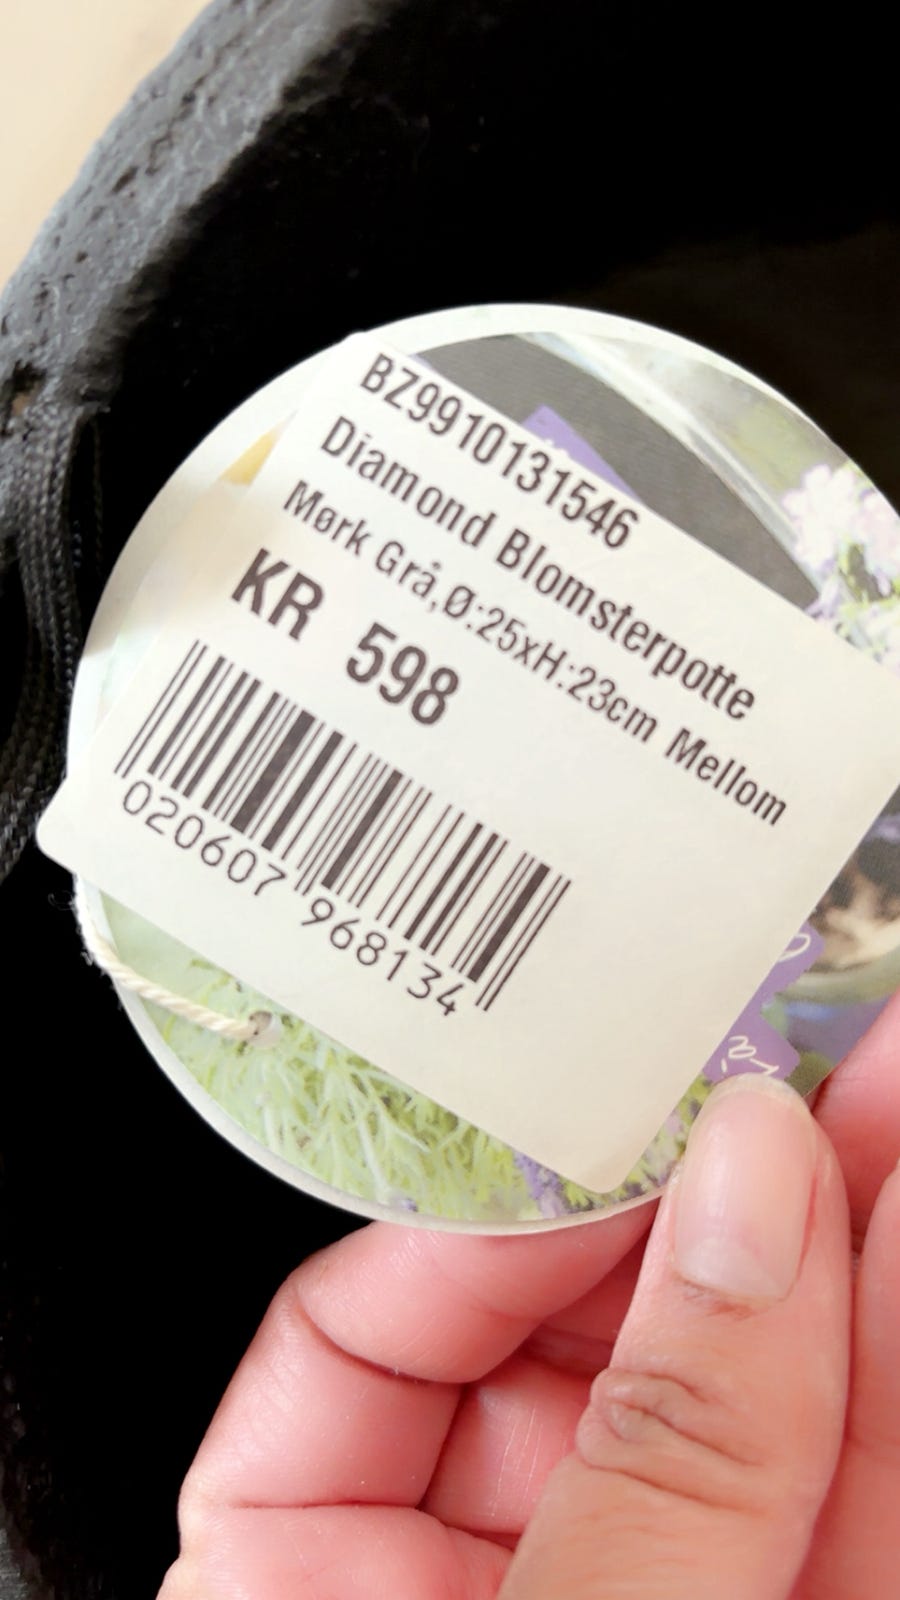 BZ9910131546
Diamond Blomsterpotte
Mørk Grå,Ø:25xH:23cm Mellom
KR 598
020607 968134